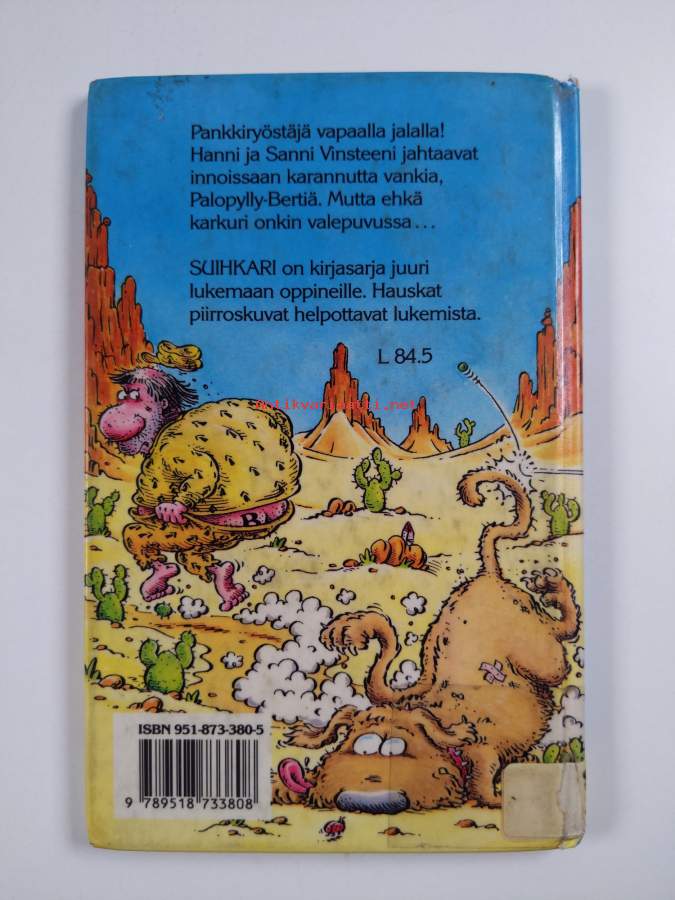 Pankkiryöstäjä vapaalla jalalla!
Hanni ja Sanni Vinsteeni jahtaavat
innoissaan karannutta vankia,
Palopylly-Bertiä. Mutta ehkä
karkuri onkin valepuvussa...
SUIHKARI on kirjasarja juuri
lukemaan oppineille. Hauskat
piirroskuvat helpottavat lukemista.
L 84.5
Antikvariaatti.net
B
ISBN 951-873-380-5
9 789518 733808